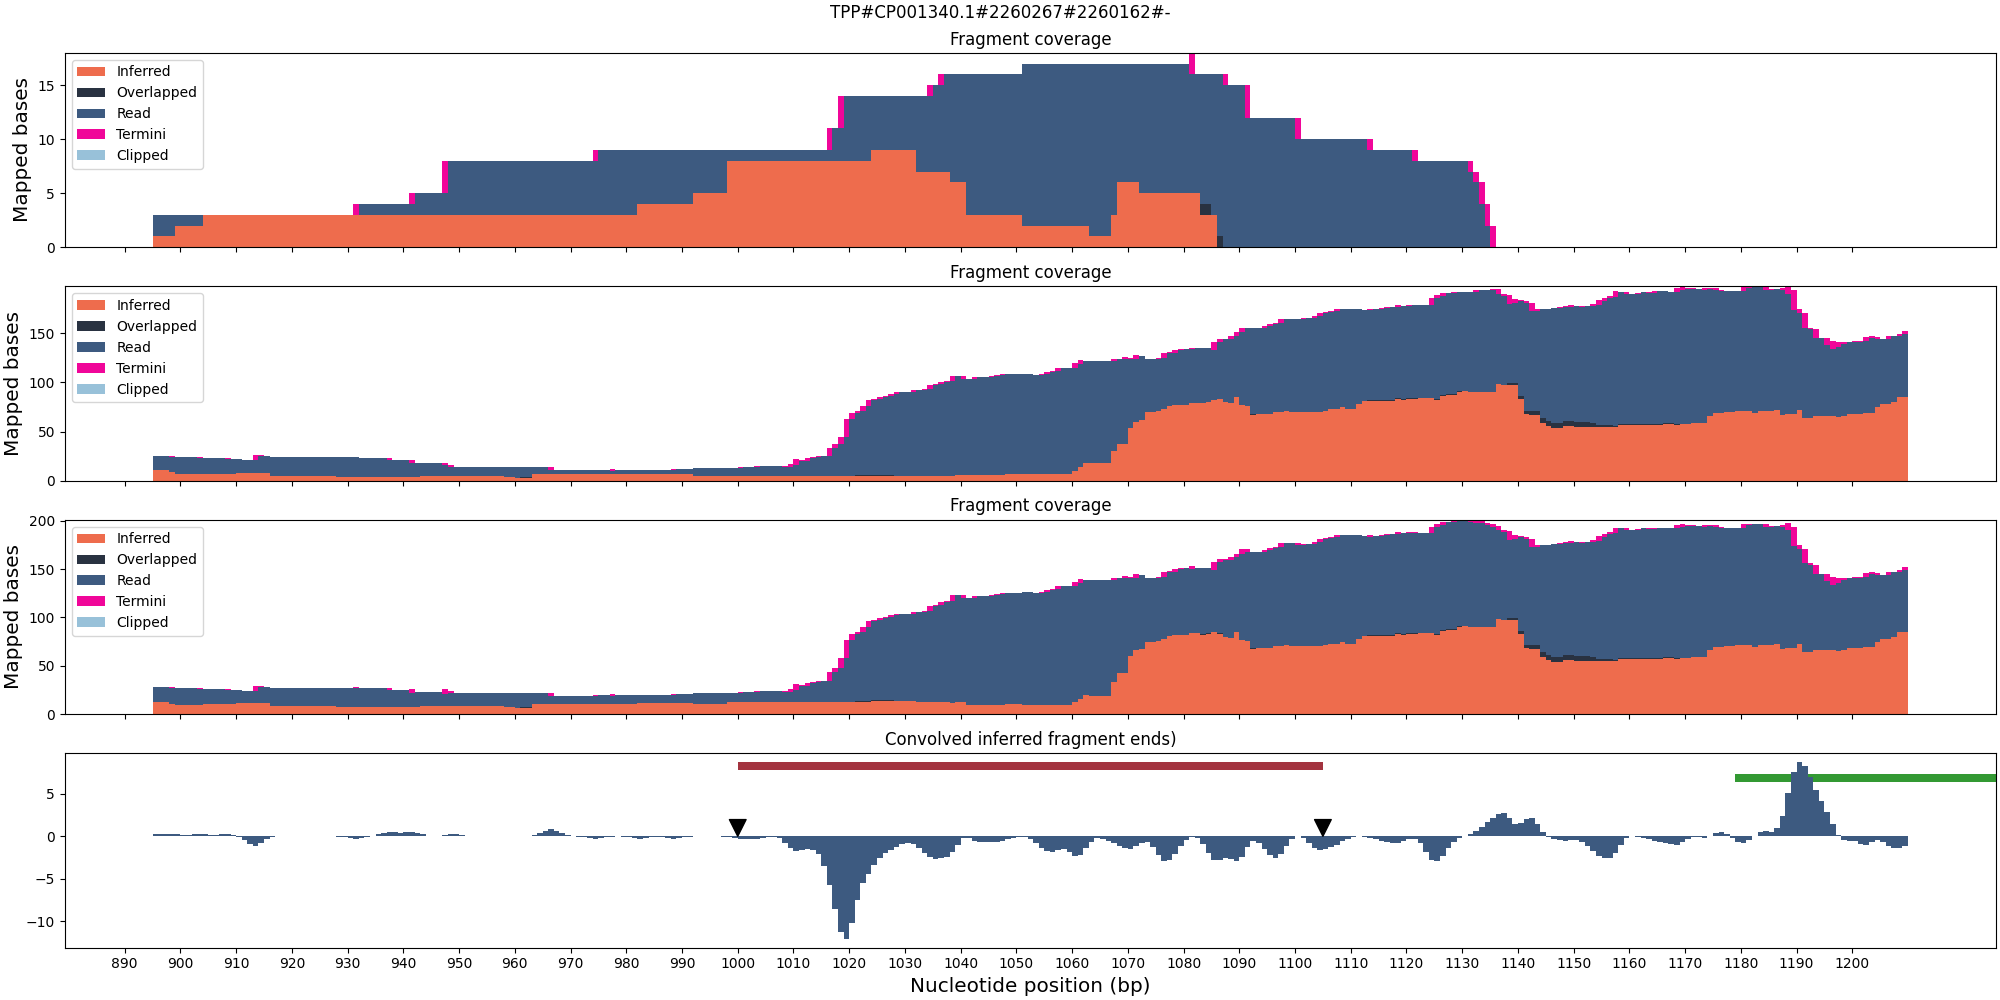 TPP#CP001340.1#2260267#2260162#-
Fragment coverage
Mapped bases
15
10
5
0
Inferred
Overlapped
Read
Termini
Clipped
Fragment coverage
Mapped bases
150
100
50
0
Inferred
Overlapped
Read
Termini
Clipped
Fragment coverage
Mapped bases
200
150
100
50
0
Inferred
Overlapped
Read
Termini
Clipped
Convolved inferred fragment ends)
5
0
−5
−10
890 900 910 920 930 940 950 960 970 980 990 1000 1010 1020 1030 1040 1050 1060 1070 1080 1090 1100 1110 1120 1130 1140 1150 1160 1170 1180 1190 1200
Nucleotide position (bp)